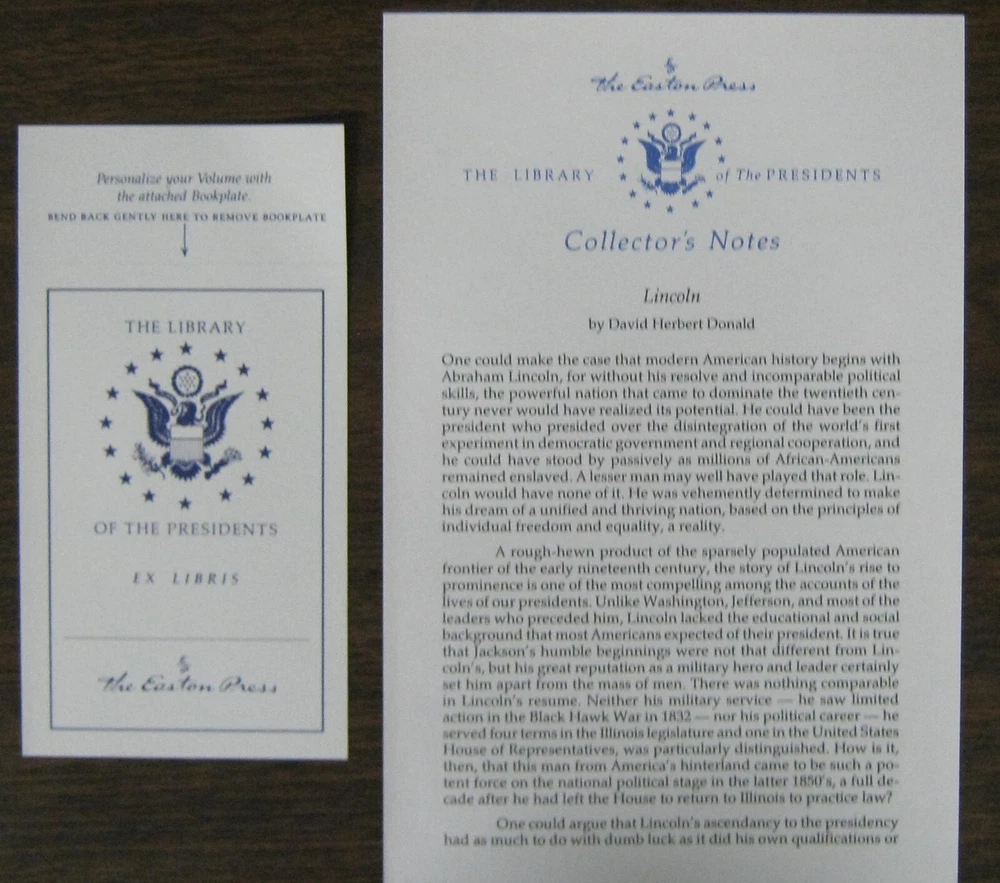 Personalize your Volume with
the attached Bookplate.
BEND BACK GENTLY HERE TO REMOVE BOOKPLATE
THE LIBRARY
OF THE PRESIDENTS
EX LIBRIS
The Easton Press
The Easton Press
THE LIBRARY of The PRESIDENTS
Collector's Notes
Lincoln
by David Herbert Donald
One could make the case that modern American history begins with
Abraham Lincoln, for without his resolve and incomparable political
skills, the powerful nation that came to dominate the twentieth cen-
tury never would have realized its potential. He could have been the
president who presided over the disintegration of the world's first
experiment in democratic government and regional cooperation, and
he could have stood by passively as millions of African-Americans
remained enslaved. A lesser man may well have played that role. Lin-
coln would have none of it. He was vehemently determined to make
his dream of a unified and thriving nation, based on the principles of
individual freedom and equality, a reality.
A rough-hewn product of the sparsely populated American
frontier of the early nineteenth century, the story of Lincoln's rise to
prominence is one of the most compelling among the accounts of the
lives of our presidents. Unlike Washington, Jefferson, and most of the
leaders who preceded him, Lincoln lacked the educational and social
background that most Americans expected of their president. It is true
that Jackson's humble beginnings were not that different from Lin-
coln's, but his great reputation as a military hero and leader certainly
set him apart from the mass of men. There was nothing comparable
in Lincoln's resume. Neither his military service — he saw limited
action in the Black Hawk War in 1832 — nor his political career — he
served four terms in the Illinois legislature and one in the United States
House of Representatives, was particularly distinguished. How is it,
then, that this man from America's hinterland came to be such a po-
tent force on the national political stage in the latter 1850's, a full de-
cade after he had left the House to return to Illinois to practice law?
One could argue that Lincoln's ascendancy to the presidency
had as much to do with dumb luck as it did his own qualifications or